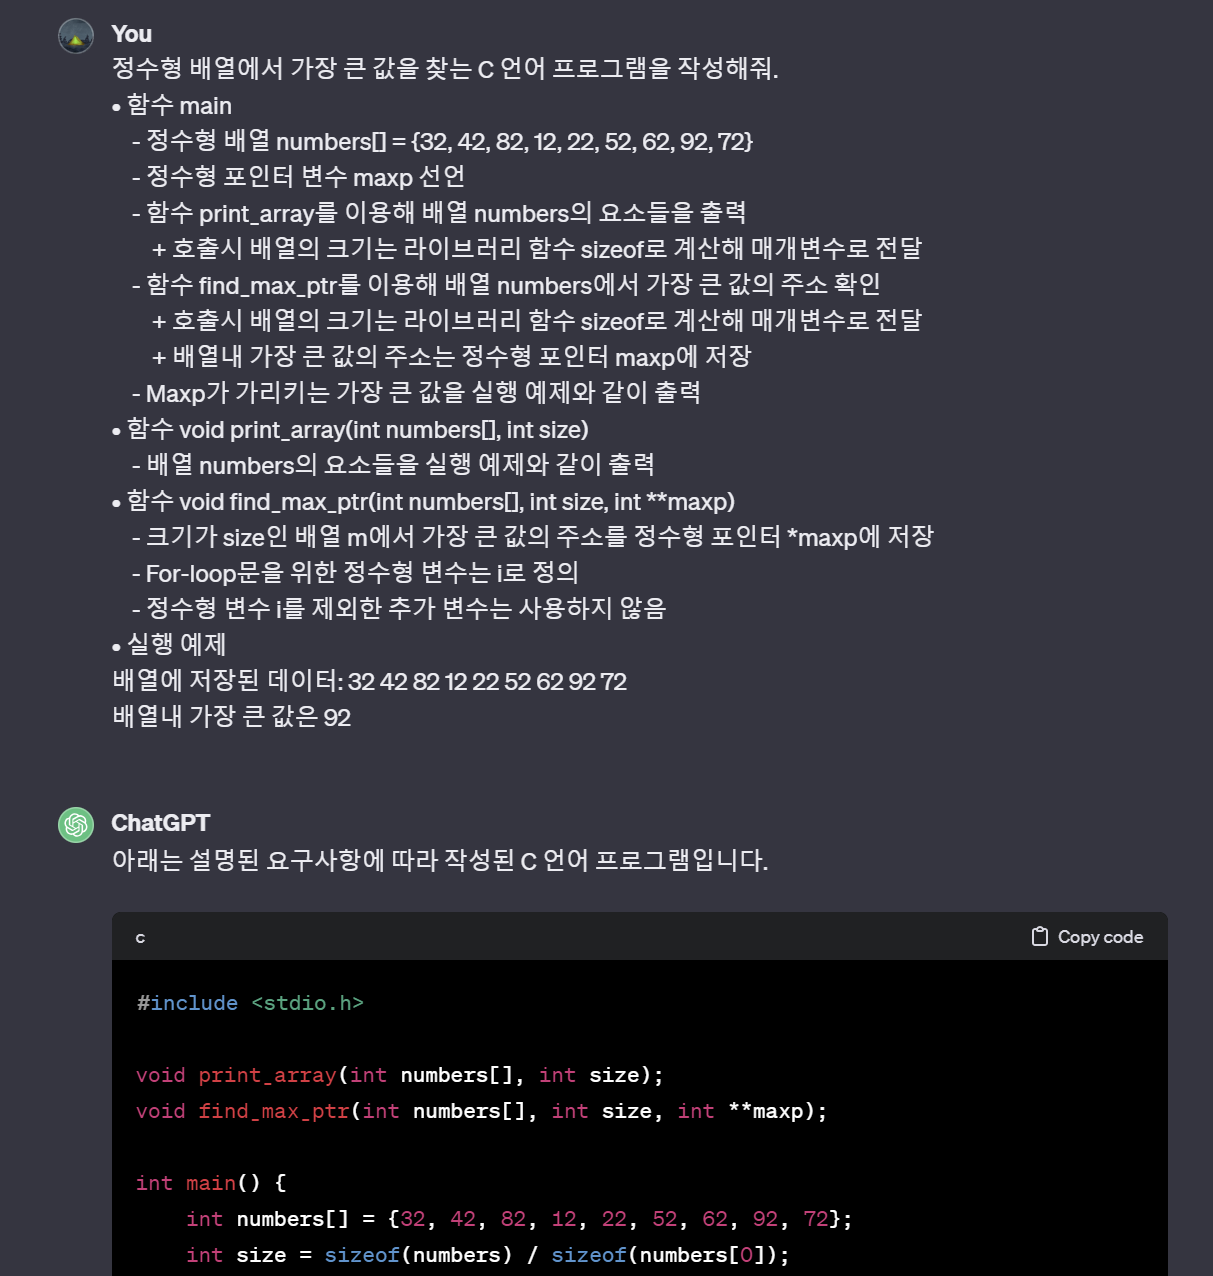 You
정수형 배열에서 가장 큰 값을 찾는 C 언어 프로그램을 작성해줘.
• 함수 main
- 정수형 배열 numbers[] = {32, 42, 82, 12, 22, 52, 62, 92, 72}
- 정수형 포인터 변수 maxp 선언
- 함수 print_array를 이용해 배열 numbers의 요소들을 출력
+ 호출시 배열의 크기는 라이브러리 함수 sizeof로 계산해 매개변수로 전달
- 함수 find_max_ptr를 이용해 배열 numbers에서 가장 큰 값의 주소 확인
+ 호출시 배열의 크기는 라이브러리 함수 sizeof로 계산해 매개변수로 전달
+ 배열내 가장 큰 값의 주소는 정수형 포인터 maxp에 저장
- Maxp가 가리키는 가장 큰 값을 실행 예제와 같이 출력
• 함수 void print_array(int numbers[], int size)
- 배열 numbers의 요소들을 실행 예제와 같이 출력
• 함수 void find_max_ptr(int numbers[], int size, int **maxp)
- 크기가 size인 배열 m에서 가장 큰 값의 주소를 정수형 포인터 *maxp에 저장
- For-loop문을 위한 정수형 변수는 i로 정의
- 정수형 변수 i를 제외한 추가 변수는 사용하지 않음
• 실행 예제
배열에 저장된 데이터: 32 42 82 12 22 52 62 92 72
배열내 가장 큰 값은 92
ChatGPT
아래는 설명된 요구사항에 따라 작성된 C 언어 프로그램입니다.
c
Copy code
#include <stdio.h>
void print_array(int numbers[], int size);
void find_max_ptr(int numbers[], int size, int **maxp);
int main() {
int numbers[] = {32, 42, 82, 12, 22, 52, 62, 92, 72};
int size = sizeof(numbers) / sizeof(numbers[0]);